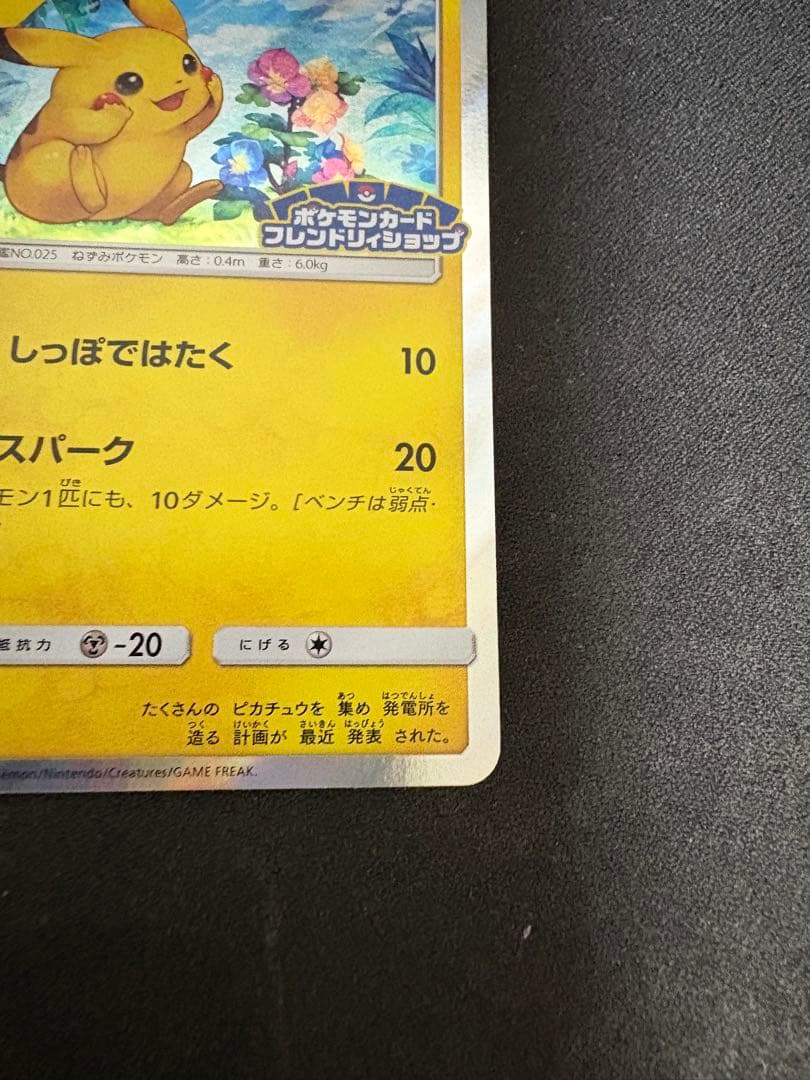 ポケモンカード
フレンドリィショップ
鑑NO.025 ねずみポケモン 高さ:0.4m 重さ:6.0kg
しっぽではたく 10
スパーク 20
モン1匹にも、10ダメージ。[ベンチは弱点・
抵抗力 -20 にげる
たくさんの ピカチュウを 集め 発電所を
造る 計画が 最近 発表 された。
émon/Nintendo/Creatures/GAME FREAK.